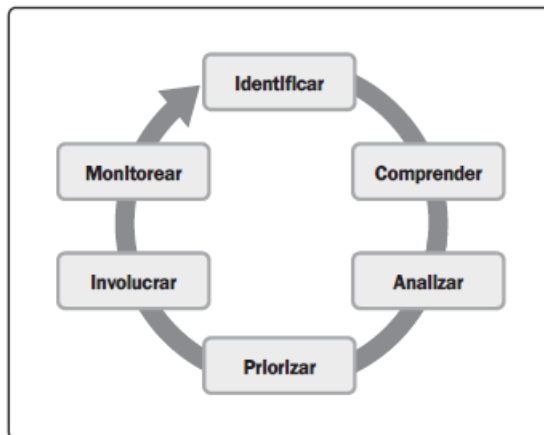 Identificar
Comprender
Analizar
Priorizar
Involucrar
Monitorear